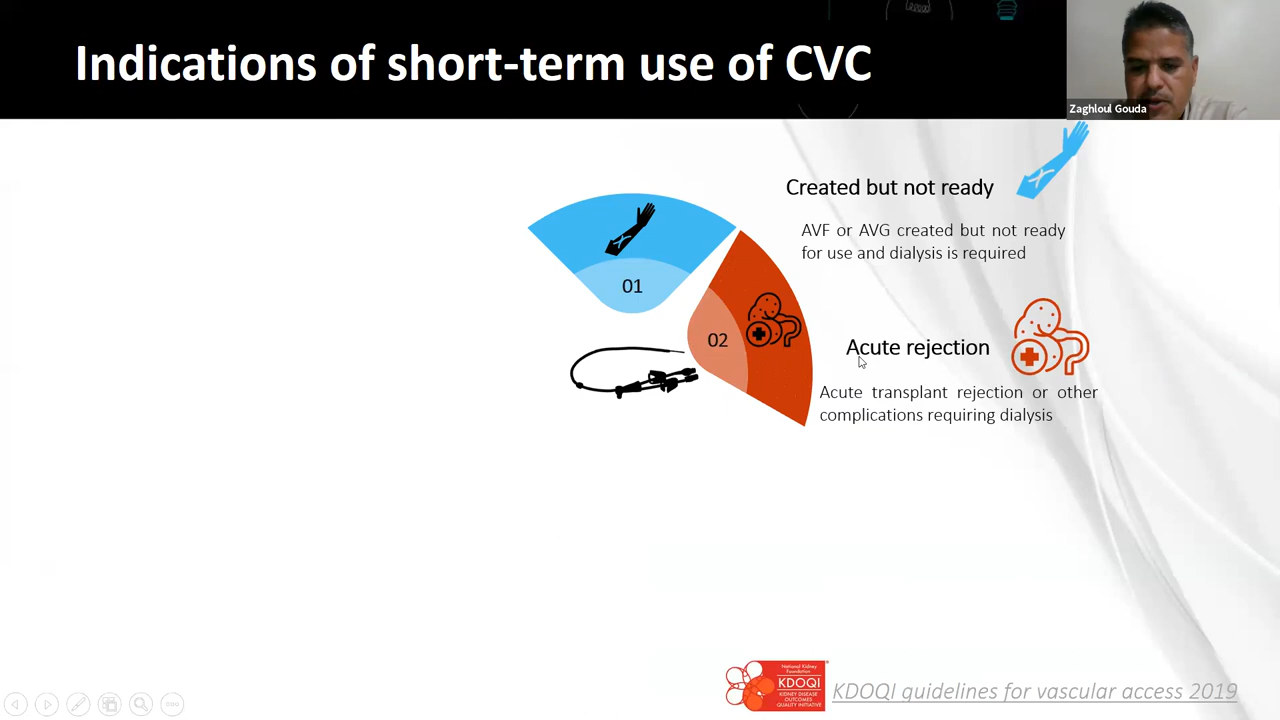 Indications of short-term use of CVC
Zaghloul Gouda
Created but not ready
AVF or AVG created but not ready
for use and dialysis is required
01
02
Acute rejection
Acute transplant rejection or other
complications requiring dialysis
National Kidney
Foundation
KDOQI
KIDNEY DISEASE
OUTCOMES
QUALITY INITIATIVE
KDOQI guidelines for vascular access 2019